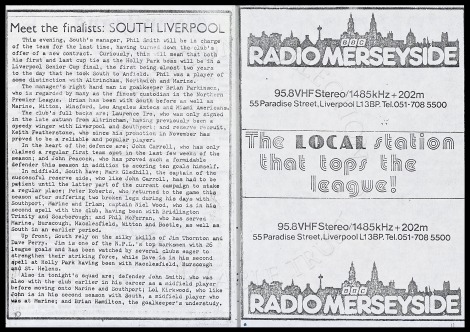 Meet the finalists: SOUTH LIVERPOOL
This evening, South's manager, Phil Smith will be in charge
of the team for the last time, having turned down the club's
offer of a new contract. Curiously, this will mean that both
his first and last cup tie as the Holly Park boss will be in a
Liverpool Senior Cup final, the first being almost two years
to the day that he took South to Anfield. Phil was a player of
some distinction with Altrincham, Northwich and Marine.
The manager's right hand man is goalkeeper Brian Parkinson,
who is regarded by many as the finest custodian in the Northern
Premier League. Brian has been with South before as well as
Marine, Witton, Winsford, Los Angeles Aztecs and Miami Americans.
The club's full backs are; Laurence Iro, who was only signed
in the late autumn from Altrincham, having previously been a
speedy winger with Liverpool and Southport; and reserve recruit
Keith Featherstone, who since his promotion in November has
proved to be a reliable and popular player.
In the heart of the defence are; John Carroll, who has only
claimed a regular first team spot in the last few weeks of the
season; and John Peacock, who has proved such a formidable
defender this season in addition to scoring ten goals himself.
In midfield, South have; Mark Gledhill, the captain of the
successful reserve side, who like John Carroll, has had to be
patient until the latter part of the current campaign to stake
a regular place; Peter Roberts, who returned to the game this
season after suffering two broken legs during his days with
Southport, Marine and Irlam; captain Niel Wood, who is in his
second spell with the club, having been with Bridlington
Trinity and Scarborough; and Phil McFerran, who has served
Marine, Burscough, Macclesfield, Witton and Bootle, as well as
South in an earlier period.
Up front, South rely on the silky skills of Jim Thornton and
Dave Perry. Jim is one of the N.P.L.'s top marksmen with 26
league goals and has been watched by several clubs eager to
strengthen their striking force, while Dave is in his second
spell at Holly Park having been with Macclesfield, Burscough
and St. Helens.
Also in tonight's squad are; defender John Smith, who was
also with the club earlier in his career as a midfield player
before moving onto Marine and Southport; Lol Kirkwood, who like
John is in his second season with South, a midfield player who
was at Marine; and Brian Hamilton, the goalkeeper's understudy.
BBC
RADIO MERSEYSIDE
95.8VHF Stereo/1485kHz+202m
55 Paradise Street, Liverpool L1 3BP. Tel. 051-708 5500
The LOCAL station
that tops the
league!
95.8VHF Stereo/1485kHz+202m
55 Paradise Street, Liverpool L1 3BP. Tel. 051-708 5500
BBC
RADIO MERSEYSIDE